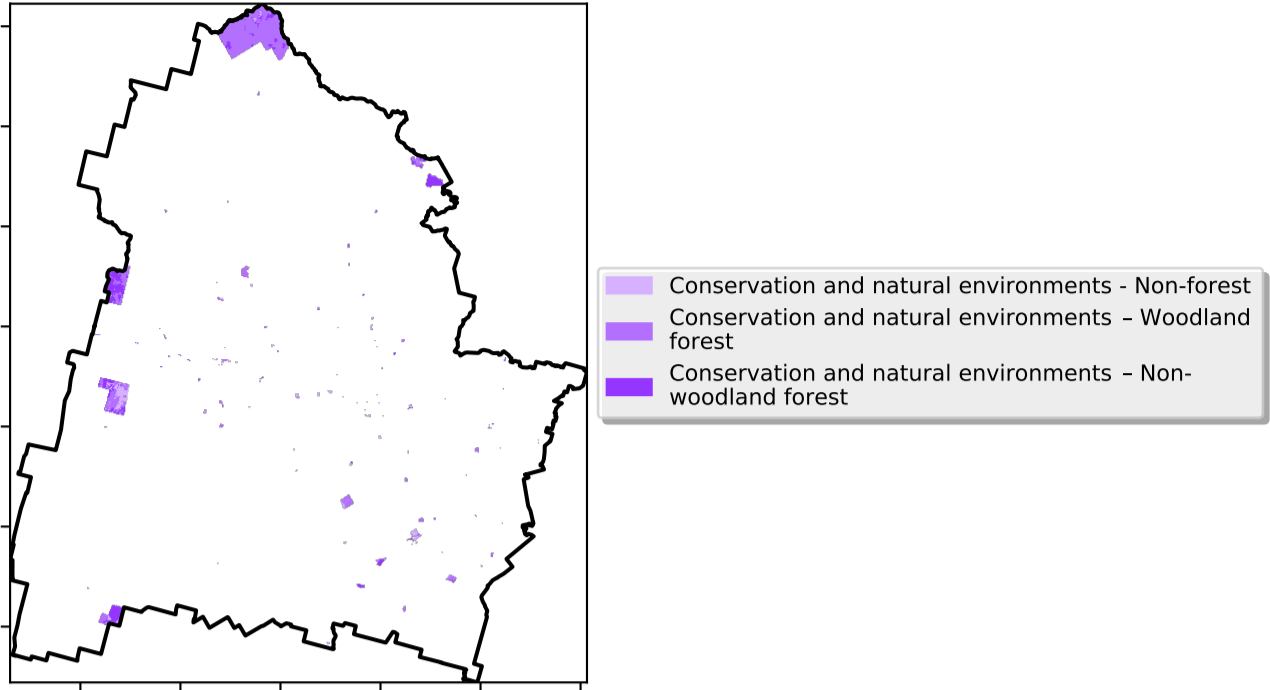 Conservation and natural environments - Non-forest
Conservation and natural environments – Woodland
forest
Conservation and natural environments – Non-
woodland forest